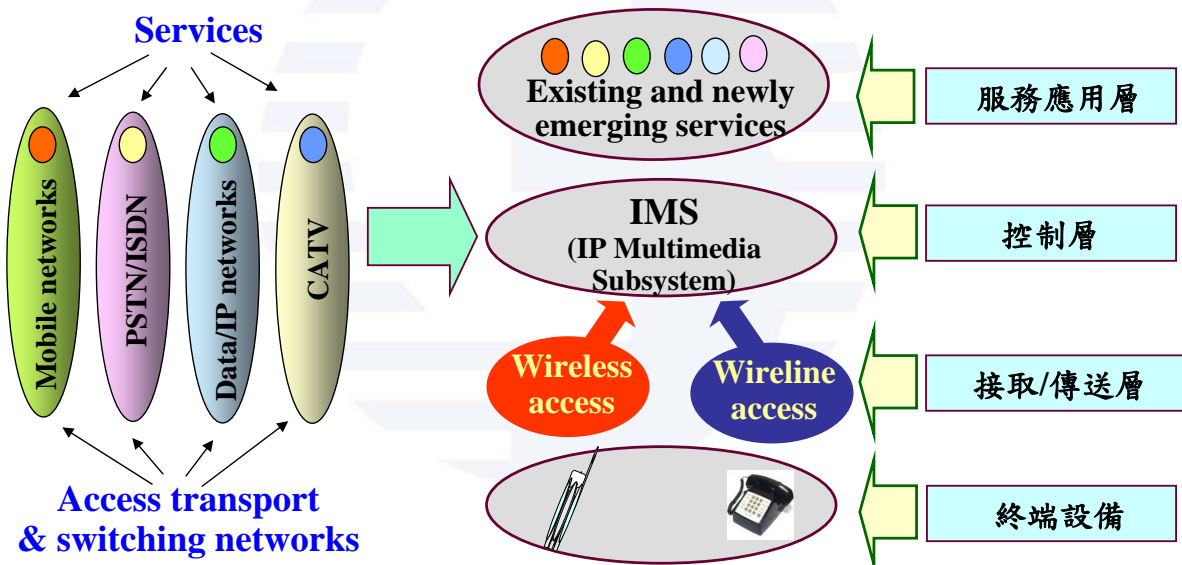 Services
Mobile networks
PSTN/ISDN
Data/IP networks
CATV
Access transport
& switching networks
Existing and newly
emerging services
IMS
(IP Multimedia
Subsystem)
Wireless
access
Wireline
access
服務應用層
控制層
接取/傳送層
終端設備